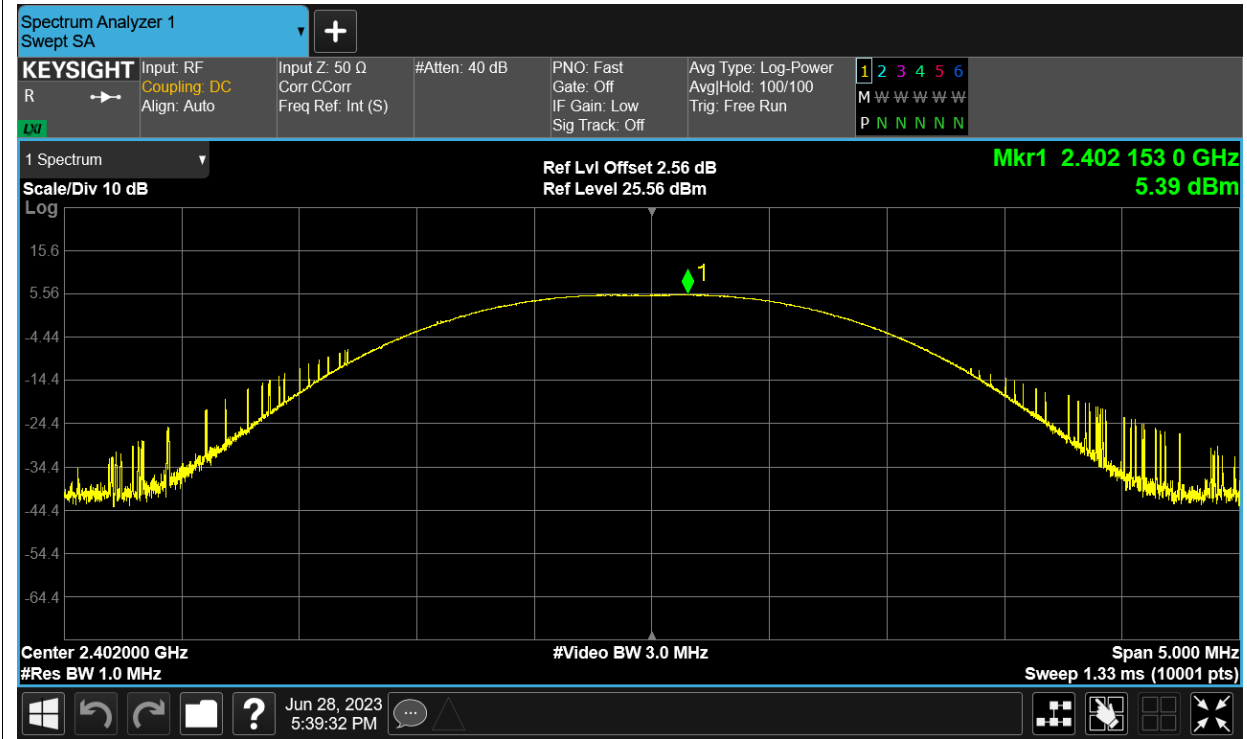 Spectrum Analyzer 1
Swept SA
+
KEYSIGHT
R
LXI
Input: RF
Coupling: DC
Align: Auto
Input Z: 50 Ω
Corr CCorr
Freq Ref: Int (S)
#Atten: 40 dB
PNO: Fast
Gate: Off
IF Gain: Low
Sig Track: Off
Avg Type: Log-Power
Avg|Hold: 100/100
Trig: Free Run
1 2 3 4 5 6
M W W W W W
P N N N N N
1 Spectrum
Scale/Div 10 dB
Ref Lvl Offset 2.56 dB
Ref Level 25.56 dBm
Mkr1 2.402 153 0 GHz
5.39 dBm
Log
15.6
5.56
-4.44
-14.4
-24.4
-34.4
-44.4
-54.4
-64.4
1
Center 2.402000 GHz
#Res BW 1.0 MHz
#Video BW 3.0 MHz
Span 5.000 MHz
Sweep 1.33 ms (10001 pts)
?
Jun 28, 2023
5:39:32 PM